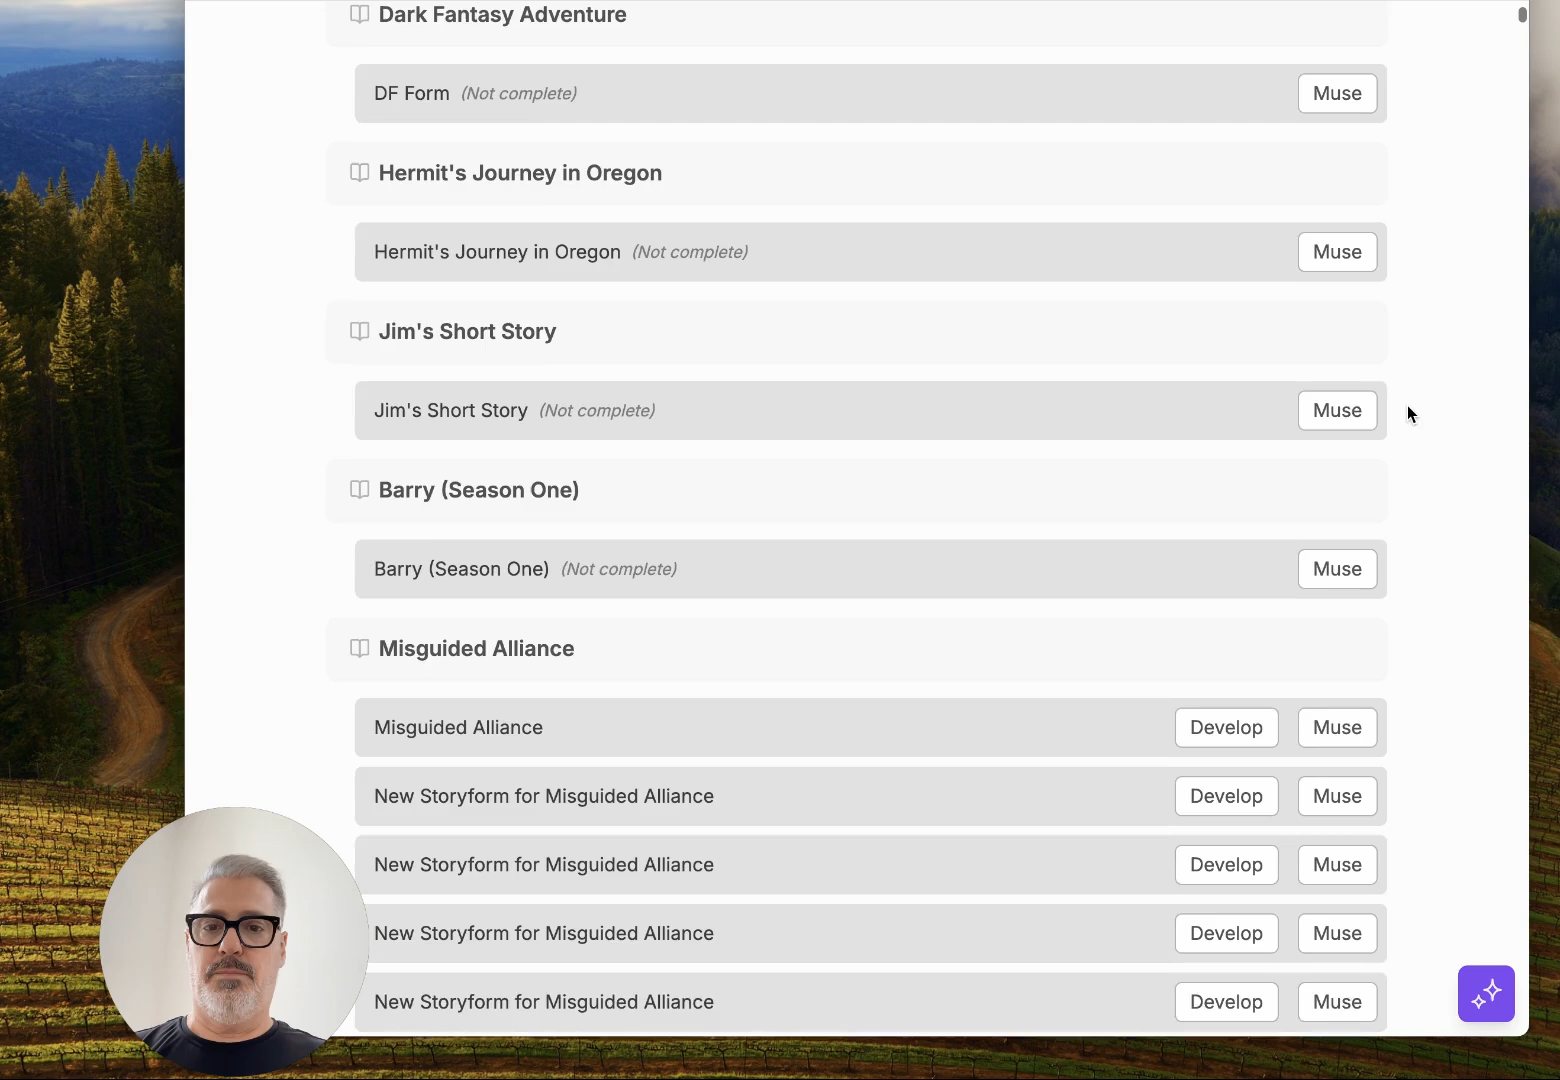 Dark Fantasy Adventure
DF Form (Not complete) Muse
Hermit's Journey in Oregon
Hermit's Journey in Oregon (Not complete) Muse
Jim's Short Story
Jim's Short Story (Not complete) Muse
Barry (Season One)
Barry (Season One) (Not complete) Muse
Misguided Alliance
Misguided Alliance Develop Muse
New Storyform for Misguided Alliance Develop Muse
New Storyform for Misguided Alliance Develop Muse
New Storyform for Misguided Alliance Develop Muse
New Storyform for Misguided Alliance Develop Muse